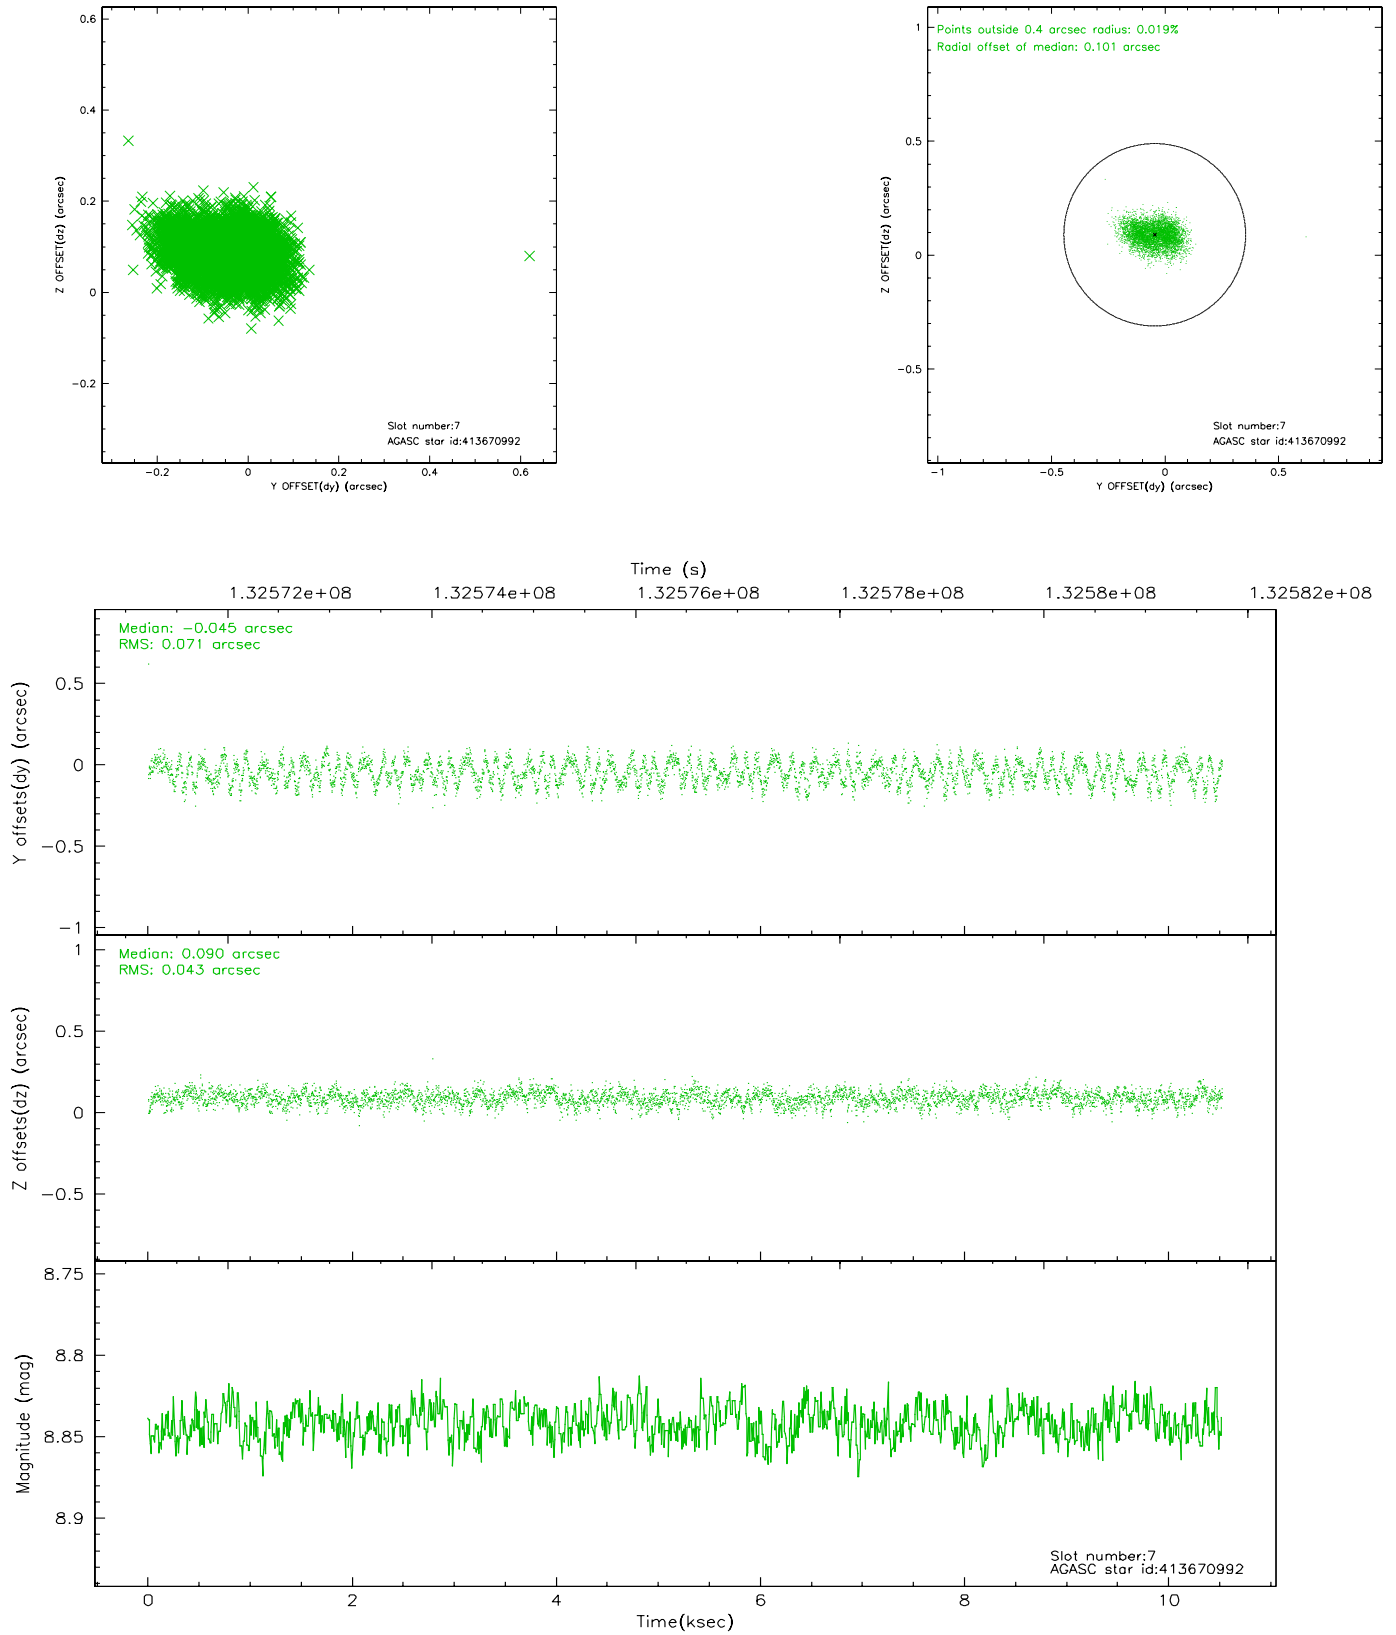 0.6
0.4
0.2
0
−0.2
Z OFFSET(dz) (arcsec)
Slot number:7
AGASC star id:413670992
−0.2 0 0.2 0.4 0.6
Y OFFSET(dy) (arcsec)
Points outside 0.4 arcsec radius: 0.019%
Radial offset of median: 0.101 arcsec
1
0.5
0
−0.5
Z OFFSET(dz) (arcsec)
Slot number:7
AGASC star id:413670992
−1 −0.5 0 0.5
Y OFFSET(dy) (arcsec)
Time (s)
1.32572e+08 1.32574e+08 1.32576e+08 1.32578e+08 1.3258e+08 1.32582e+08
Median: −0.045 arcsec
RMS: 0.071 arcsec
0.5
0
−0.5
−1
Y offsets(dy) (arcsec)
Median: 0.090 arcsec
RMS: 0.043 arcsec
1
0.5
0
−0.5
Z offsets(dz) (arcsec)
8.75
8.8
8.85
8.9
Magnitude (mag)
Slot number:7
AGASC star id:413670992
0 2 4 6 8 10
Time(ksec)